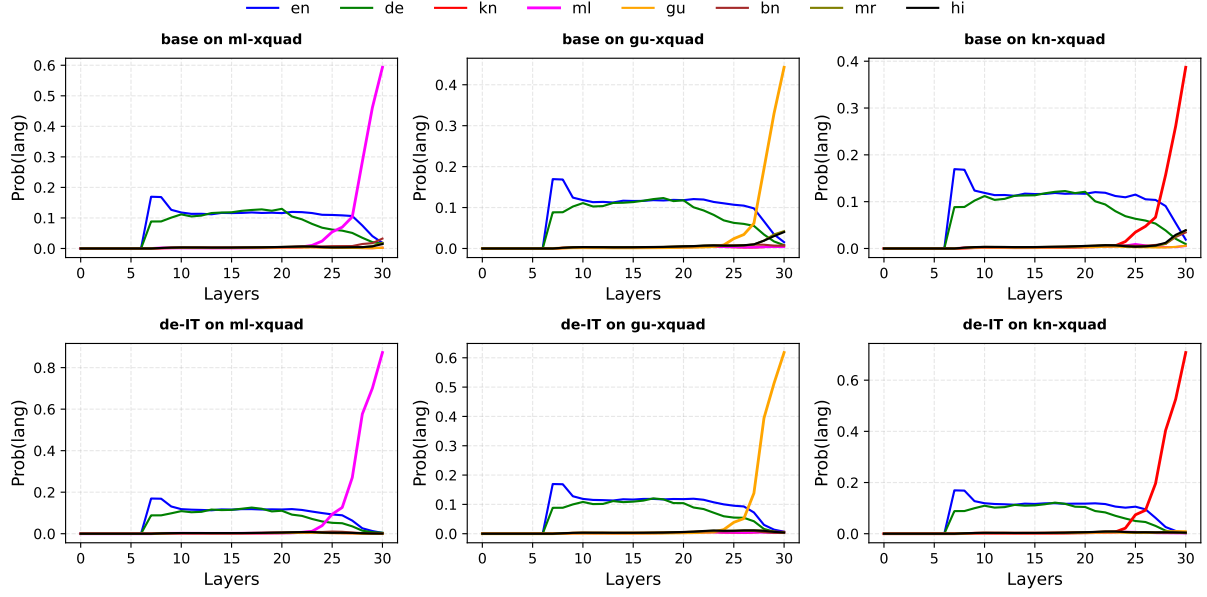 en de kn ml gu bn mr hi
base on ml-xquad
Prob(lang)
0.6
0.5
0.4
0.3
0.2
0.1
0.0
0 5 10 15 20 25 30
Layers
base on gu-xquad
Prob(lang)
0.4
0.3
0.2
0.1
0.0
0 5 10 15 20 25 30
Layers
base on kn-xquad
Prob(lang)
0.4
0.3
0.2
0.1
0.0
0 5 10 15 20 25 30
Layers
de-IT on ml-xquad
Prob(lang)
0.8
0.6
0.4
0.2
0.0
0 5 10 15 20 25 30
Layers
de-IT on gu-xquad
Prob(lang)
0.6
0.5
0.4
0.3
0.2
0.1
0.0
0 5 10 15 20 25 30
Layers
de-IT on kn-xquad
Prob(lang)
0.6
0.4
0.2
0.0
0 5 10 15 20 25 30
Layers